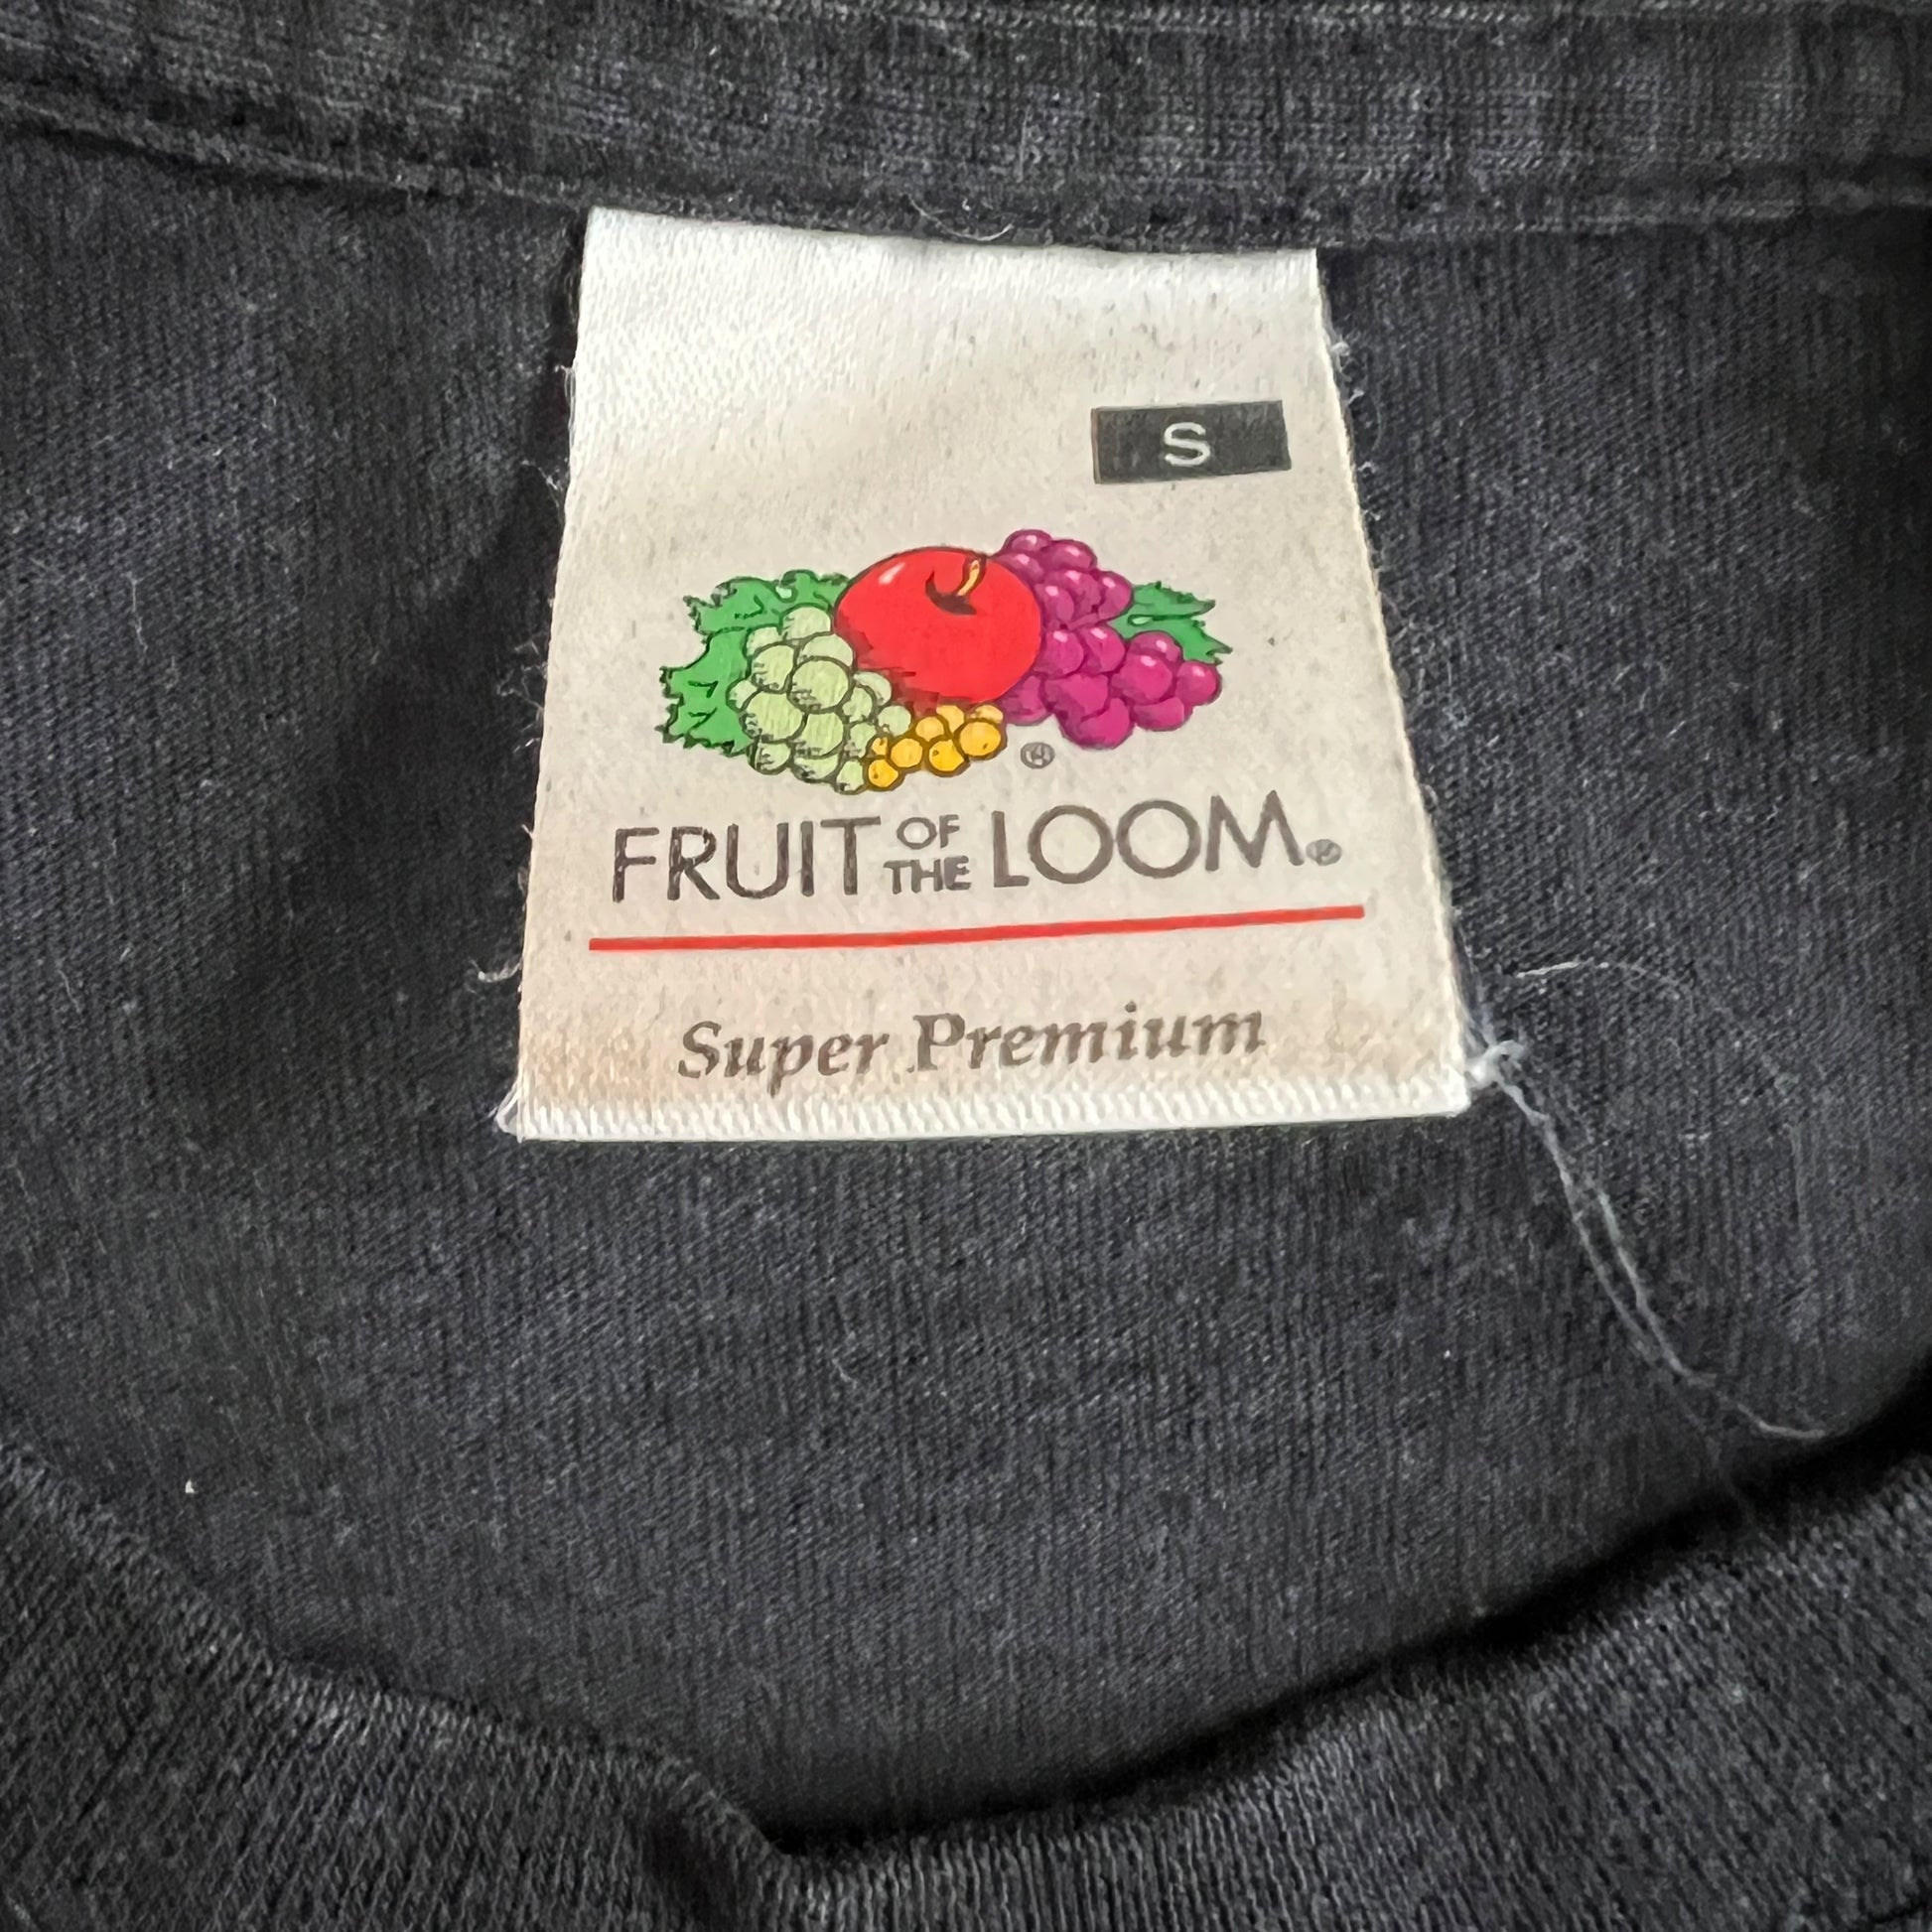 S
®
FRUIT OF THE LOOM®
Super Premium